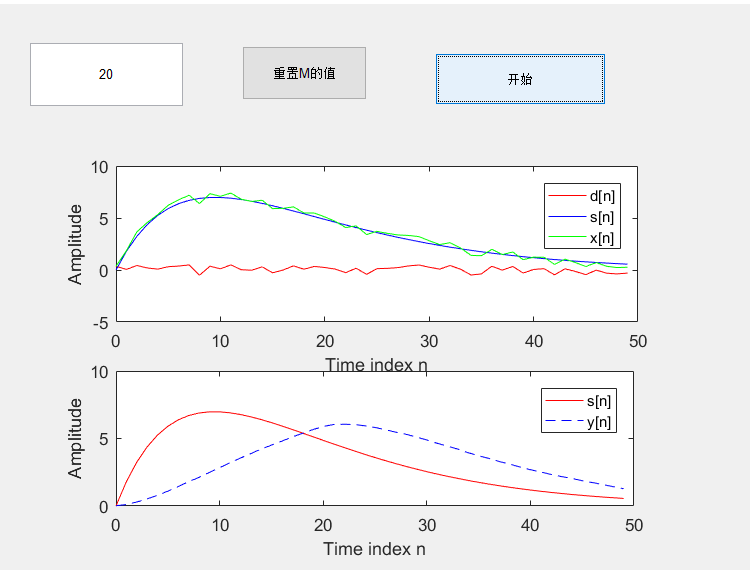 20
重置M的值
开始
10
5
0
-5
Amplitude
d[n]
s[n]
x[n]
0 10 20 30 40 50
Time index n
10
5
0
Amplitude
s[n]
y[n]
0 10 20 30 40 50
Time index n